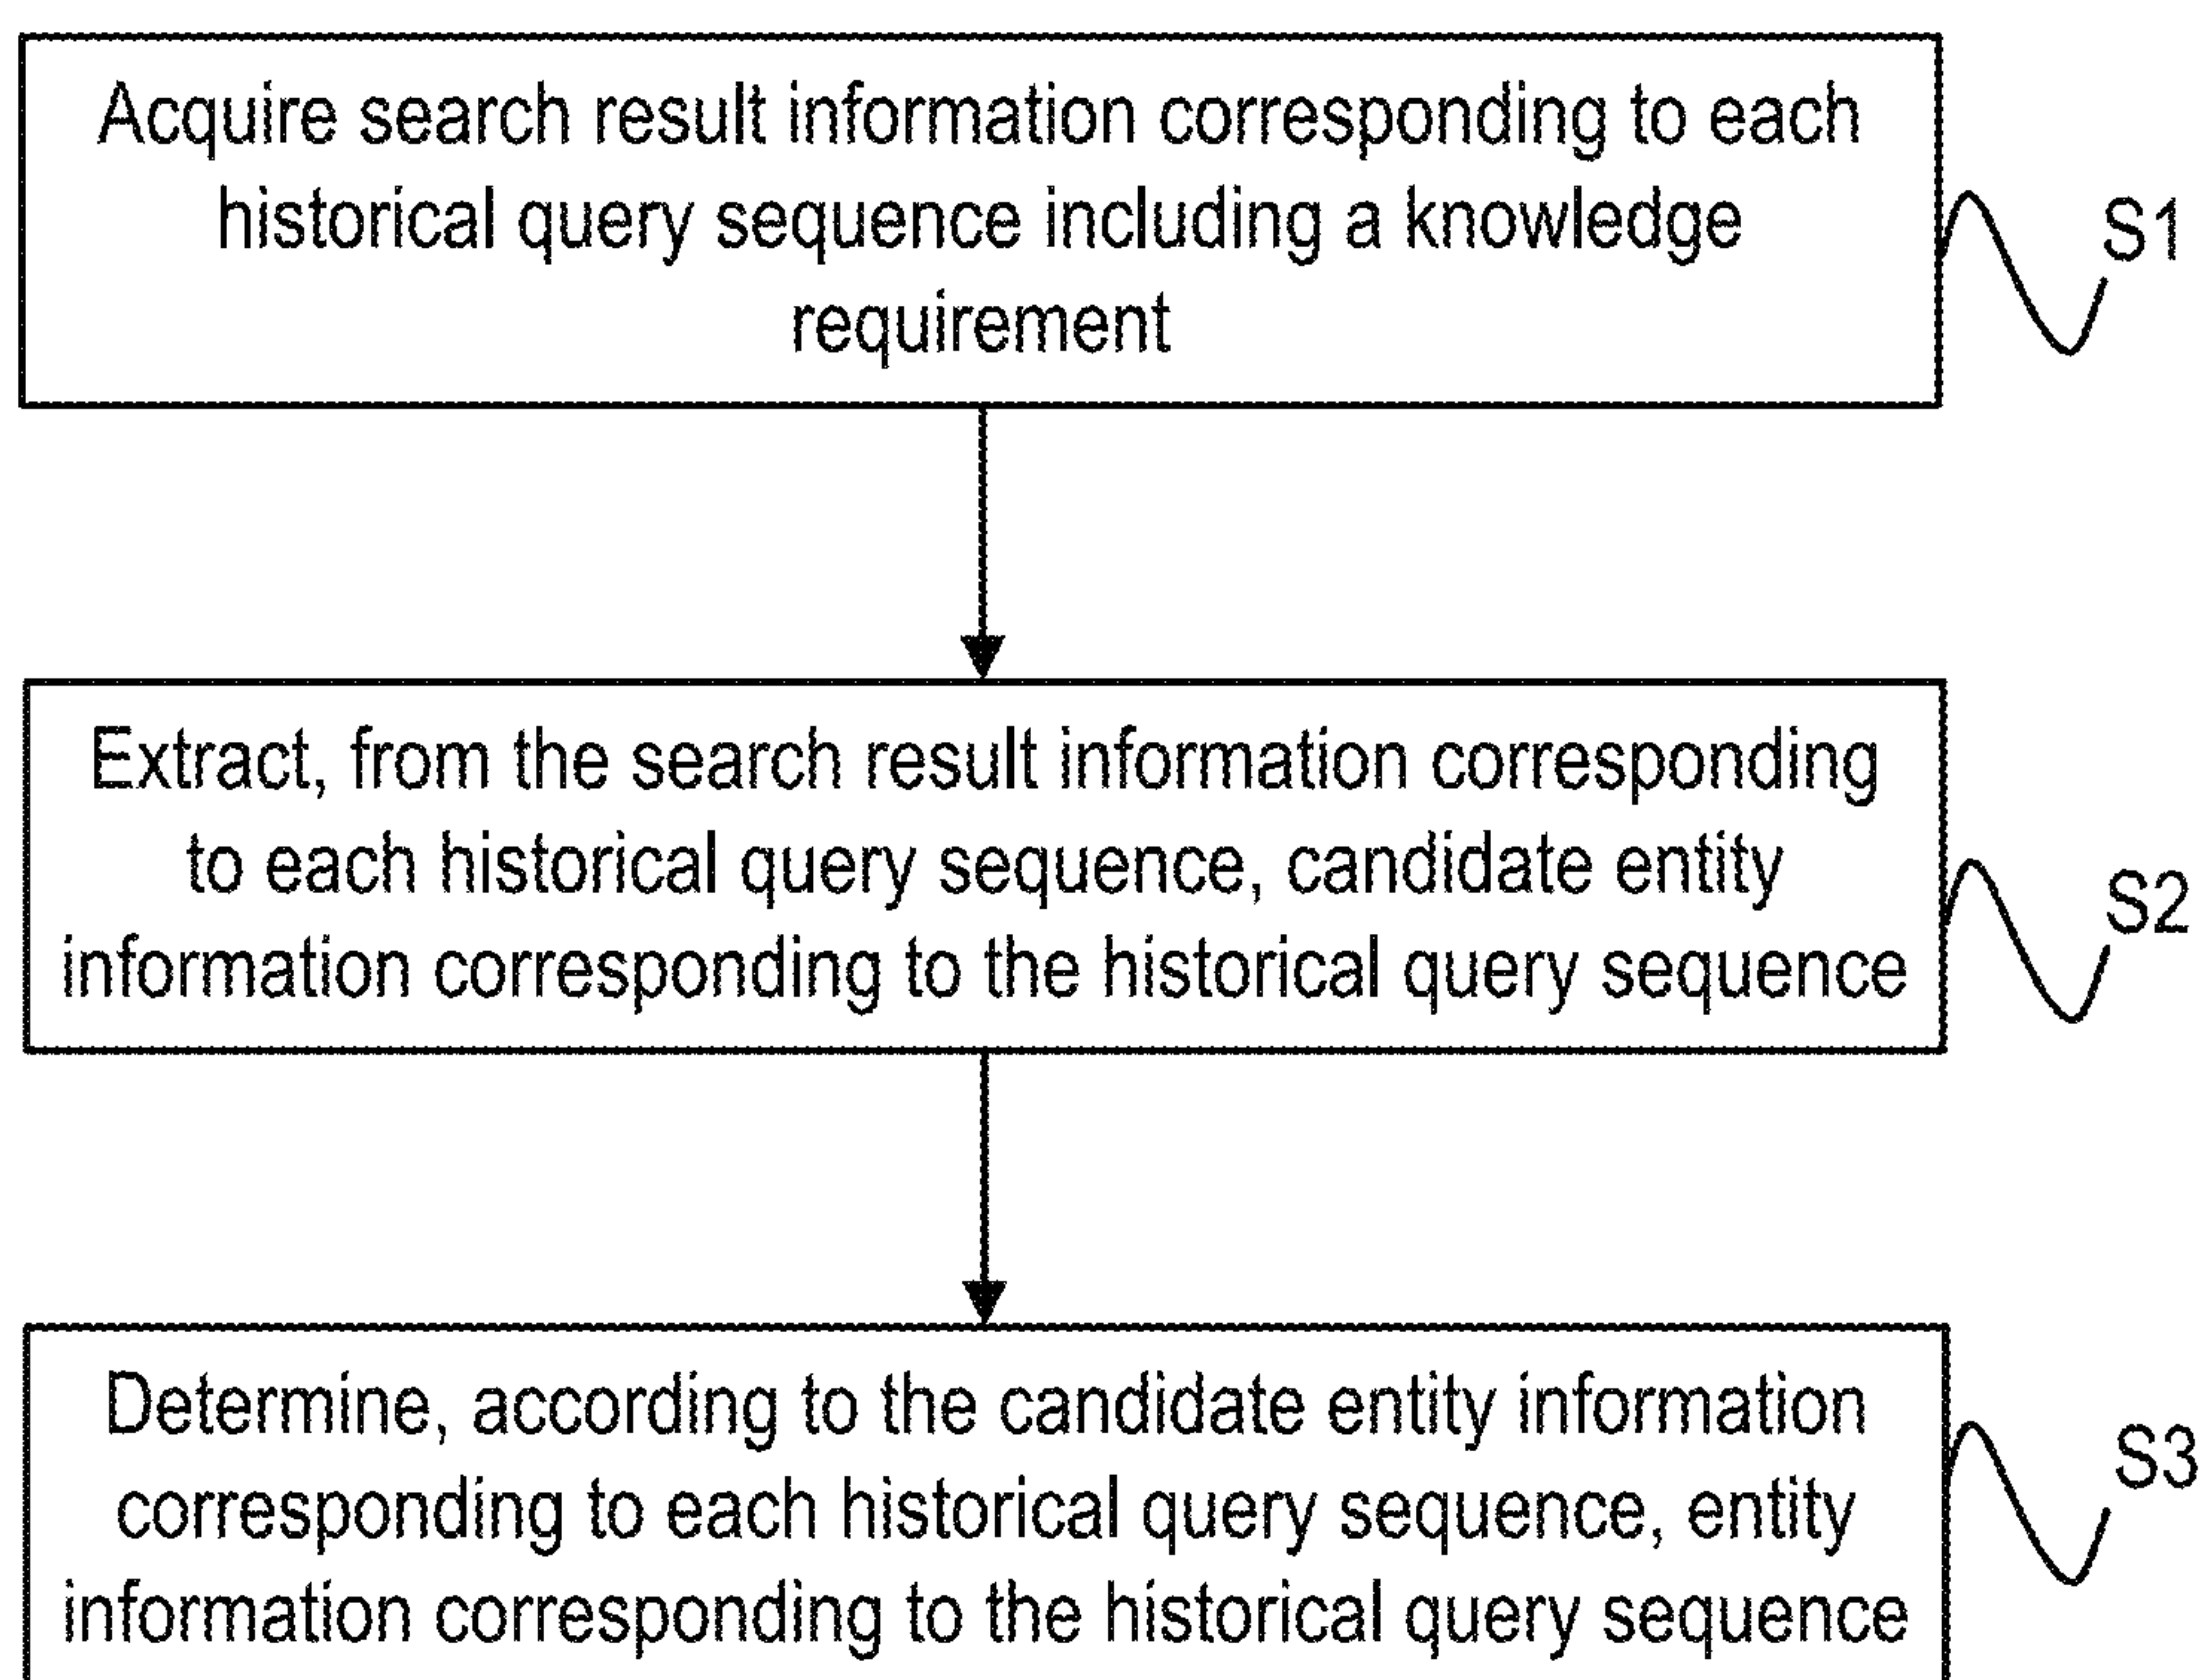 Acquire search result information corresponding to each
historical query sequence including a knowledge
requirement
S1
Extract, from the search result information corresponding
to each historical query sequence, candidate entity
information corresponding to the historical query sequence
S2
Determine, according to the candidate entity information
corresponding to each historical query sequence, entity
information corresponding to the historical query sequence
S3